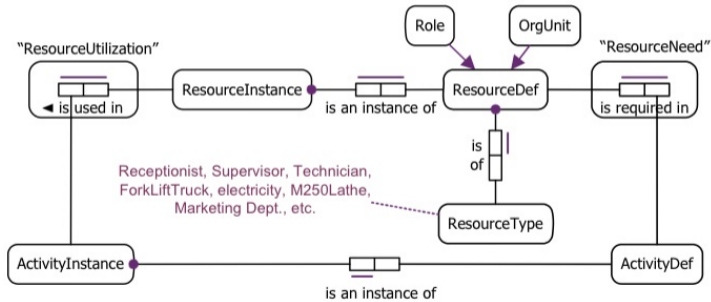 Role
OrgUnit
"ResourceUtilization"
"ResourceNeed"
ResourceInstance
ResourceDef
◄ is used in
is an instance of
is required in
is
of
Receptionist, Supervisor, Technician,
ForkLiftTruck, electricity, M250Lathe,
Marketing Dept., etc.
ResourceType
ActivityInstance
ActivityDef
is an instance of